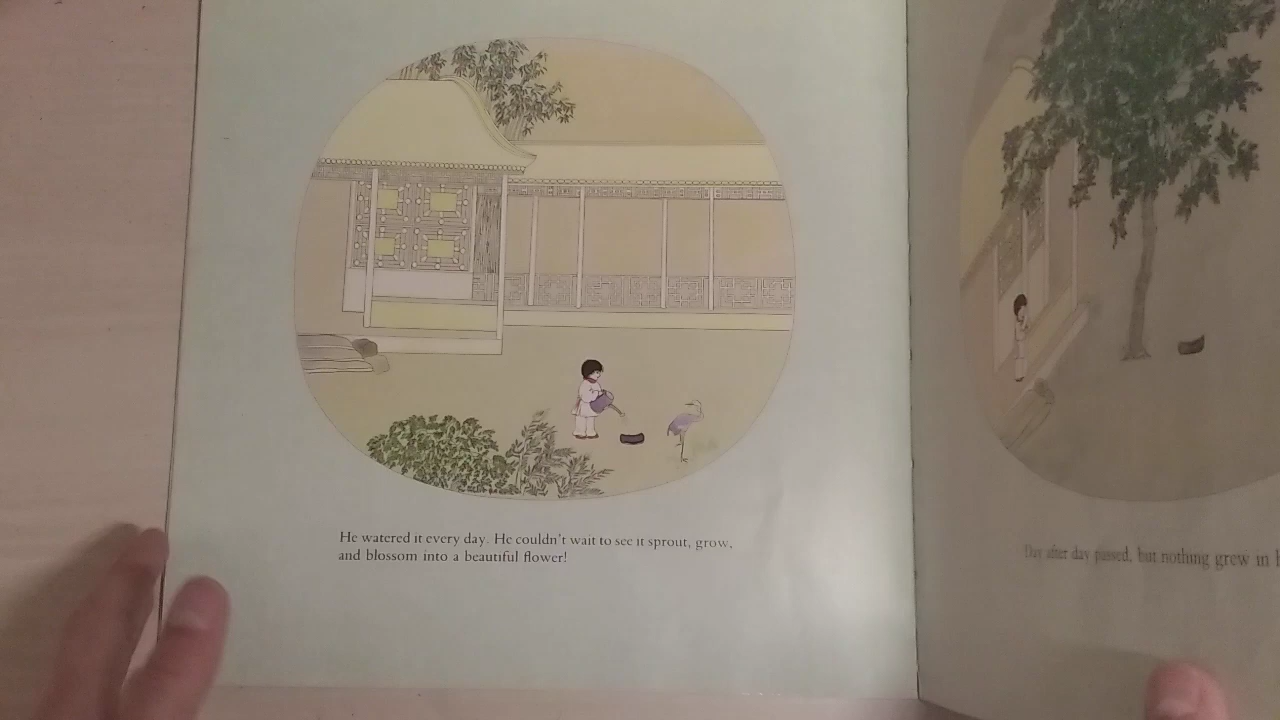 He watered it every day. He couldn't wait to see it sprout, grow,
and blossom into a beautiful flower!
Day after day passed, but nothing grew in